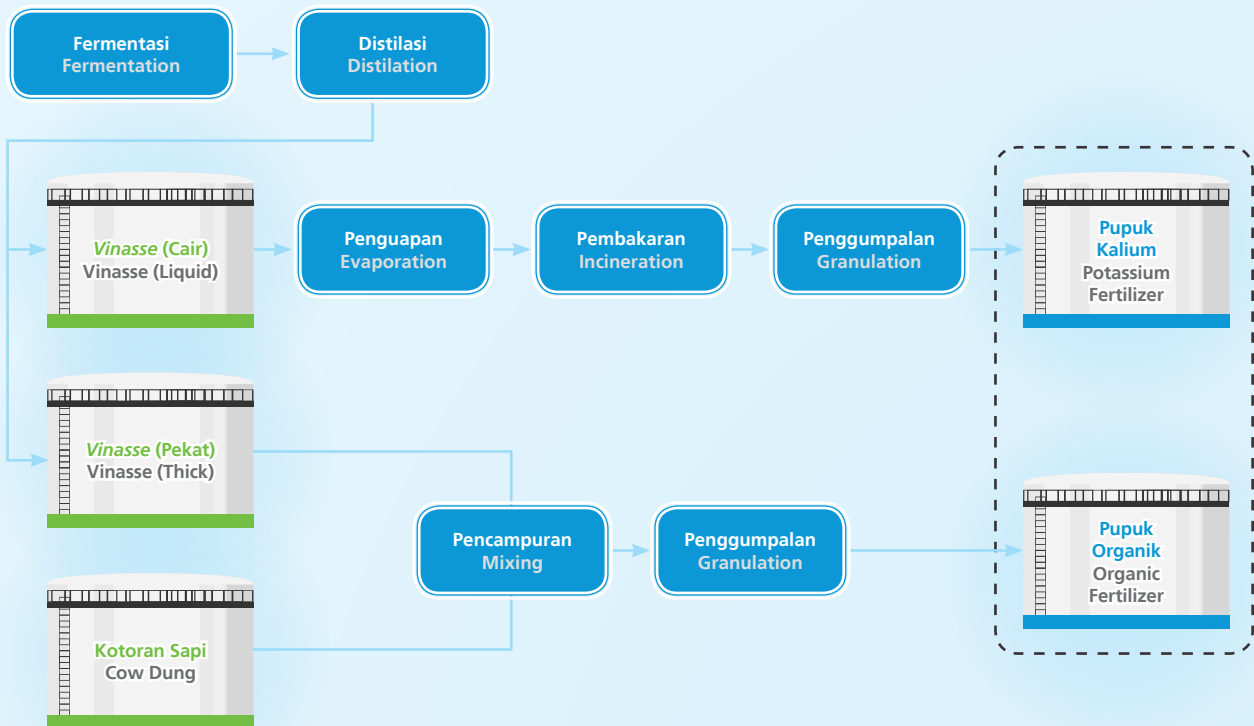 Fermentasi
Fermentation
Distilasi
Distilation
Vinasse (Cair)
Vinasse (Liquid)
Penguapan
Evaporation
Pembakaran
Incineration
Penggumpalan
Granulation
Pupuk
Kalium
Potassium
Fertilizer
Vinasse (Pekat)
Vinasse (Thick)
Pencampuran
Mixing
Penggumpalan
Granulation
Pupuk
Organik
Organic
Fertilizer
Kotoran Sapi
Cow Dung